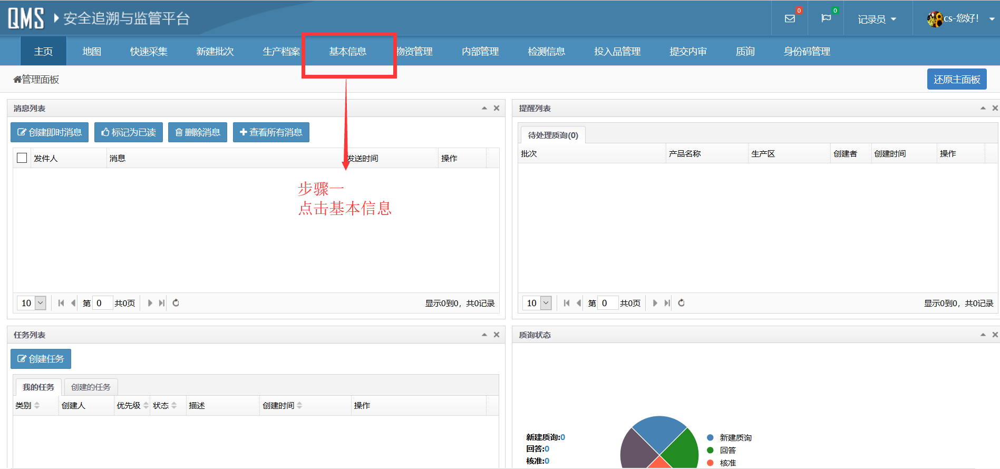 QMS 安全追溯与监管平台
0
0
记录员
cs-您好!
主页 地图 快速采集 新建批次 生产档案 基本信息 物资管理 内部管理 检测信息 投入品管理 提交内审 质询 身份码管理
管理面板
还原主面板
消息列表
创建即时消息 标记为已读 删除消息 查看所有消息
发件人 消息 发送时间 操作
步骤一
点击基本信息
10 第 0 共0页 显示0到0，共0记录
提醒列表
待处理质询(0)
批次 产品名称 生产区 创建者 创建时间 操作
10 第 0 共0页 显示0到0，共0记录
任务列表
创建任务
我的任务 创建的任务
类别 创建人 优先级 状态 描述 创建时间 操作
质询状态
新建质询:0
回答:0
核准:0
新建质询
回答
核准